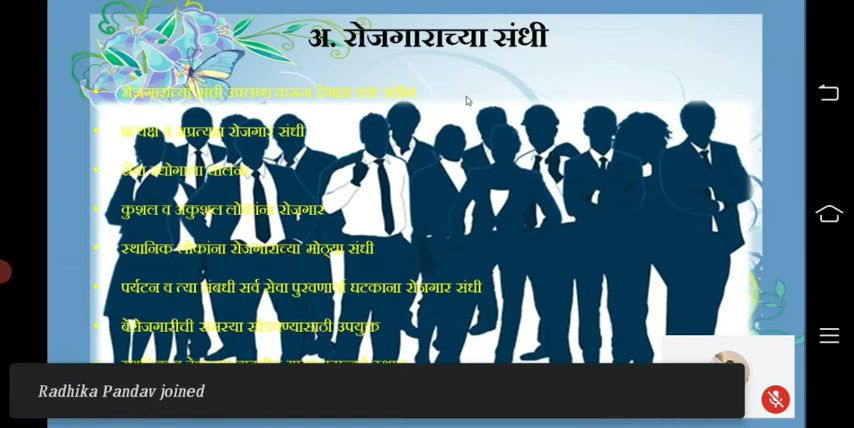 अ. रोजगाराच्या संधी
रोजगाराच्या संधी उपलब्ध करून देणारा एक उद्योग
प्रत्यक्ष व अप्रत्यक्ष रोजगार संधी
सेवा उद्योगाला चालना
कुशल व अकुशल लोकांना रोजगार
स्थानिक लोकांना रोजगाराच्या मोठ्या संधी
पर्यटन व त्या संबधी सर्व सेवा पुरवणार्या घटकाना रोजगार संधी
बेरोजगारीची समस्या सोडवण्यासाठी उपयुक्त
Radhika Pandav joined